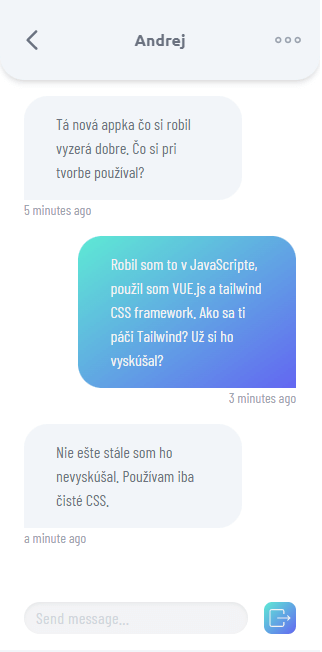 Andrej
Tá nová appka čo si robil
vyzerá dobre. Čo si pri
tvorbe používal?
5 minutes ago
Robil som to v JavaScripte,
použil som VUE.js a tailwind
CSS framework. Ako sa ti
páči Tailwind? Už si ho
vyskúšal?
3 minutes ago
Nie ešte stále som ho
nevyskúšal. Používam iba
čisté CSS.
a minute ago
Send message...